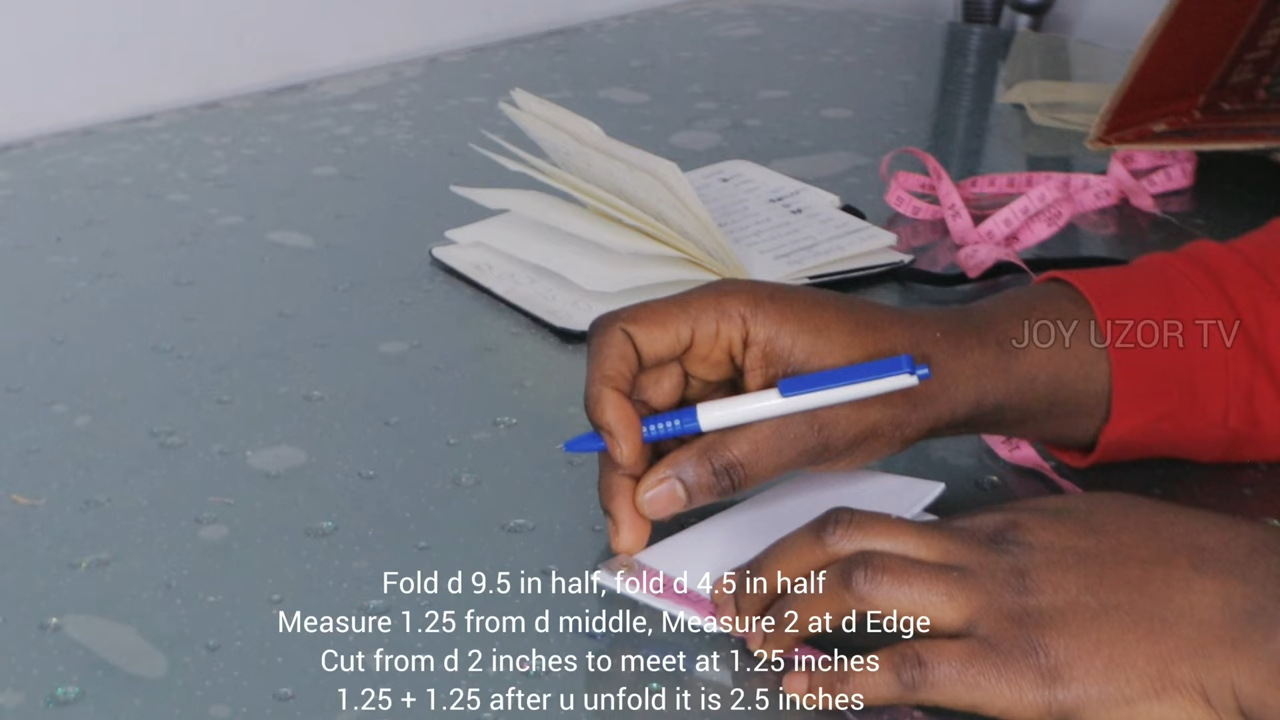 JOY UZOR TV
Fold d 9.5 in half, fold d 4.5 in half
Measure 1.25 from d middle, Measure 2 at d Edge
Cut from d 2 inches to meet at 1.25 inches
1.25 + 1.25 after u unfold it is 2.5 inches